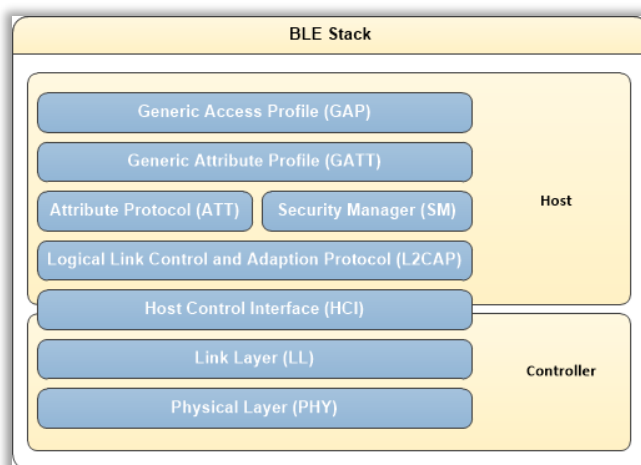 BLE Stack
Generic Access Profile (GAP)
Generic Attribute Profile (GATT)
Attribute Protocol (ATT)
Security Manager (SM)
Host
Logical Link Control and Adaption Protocol (L2CAP)
Host Control Interface (HCI)
Link Layer (LL)
Controller
Physical Layer (PHY)